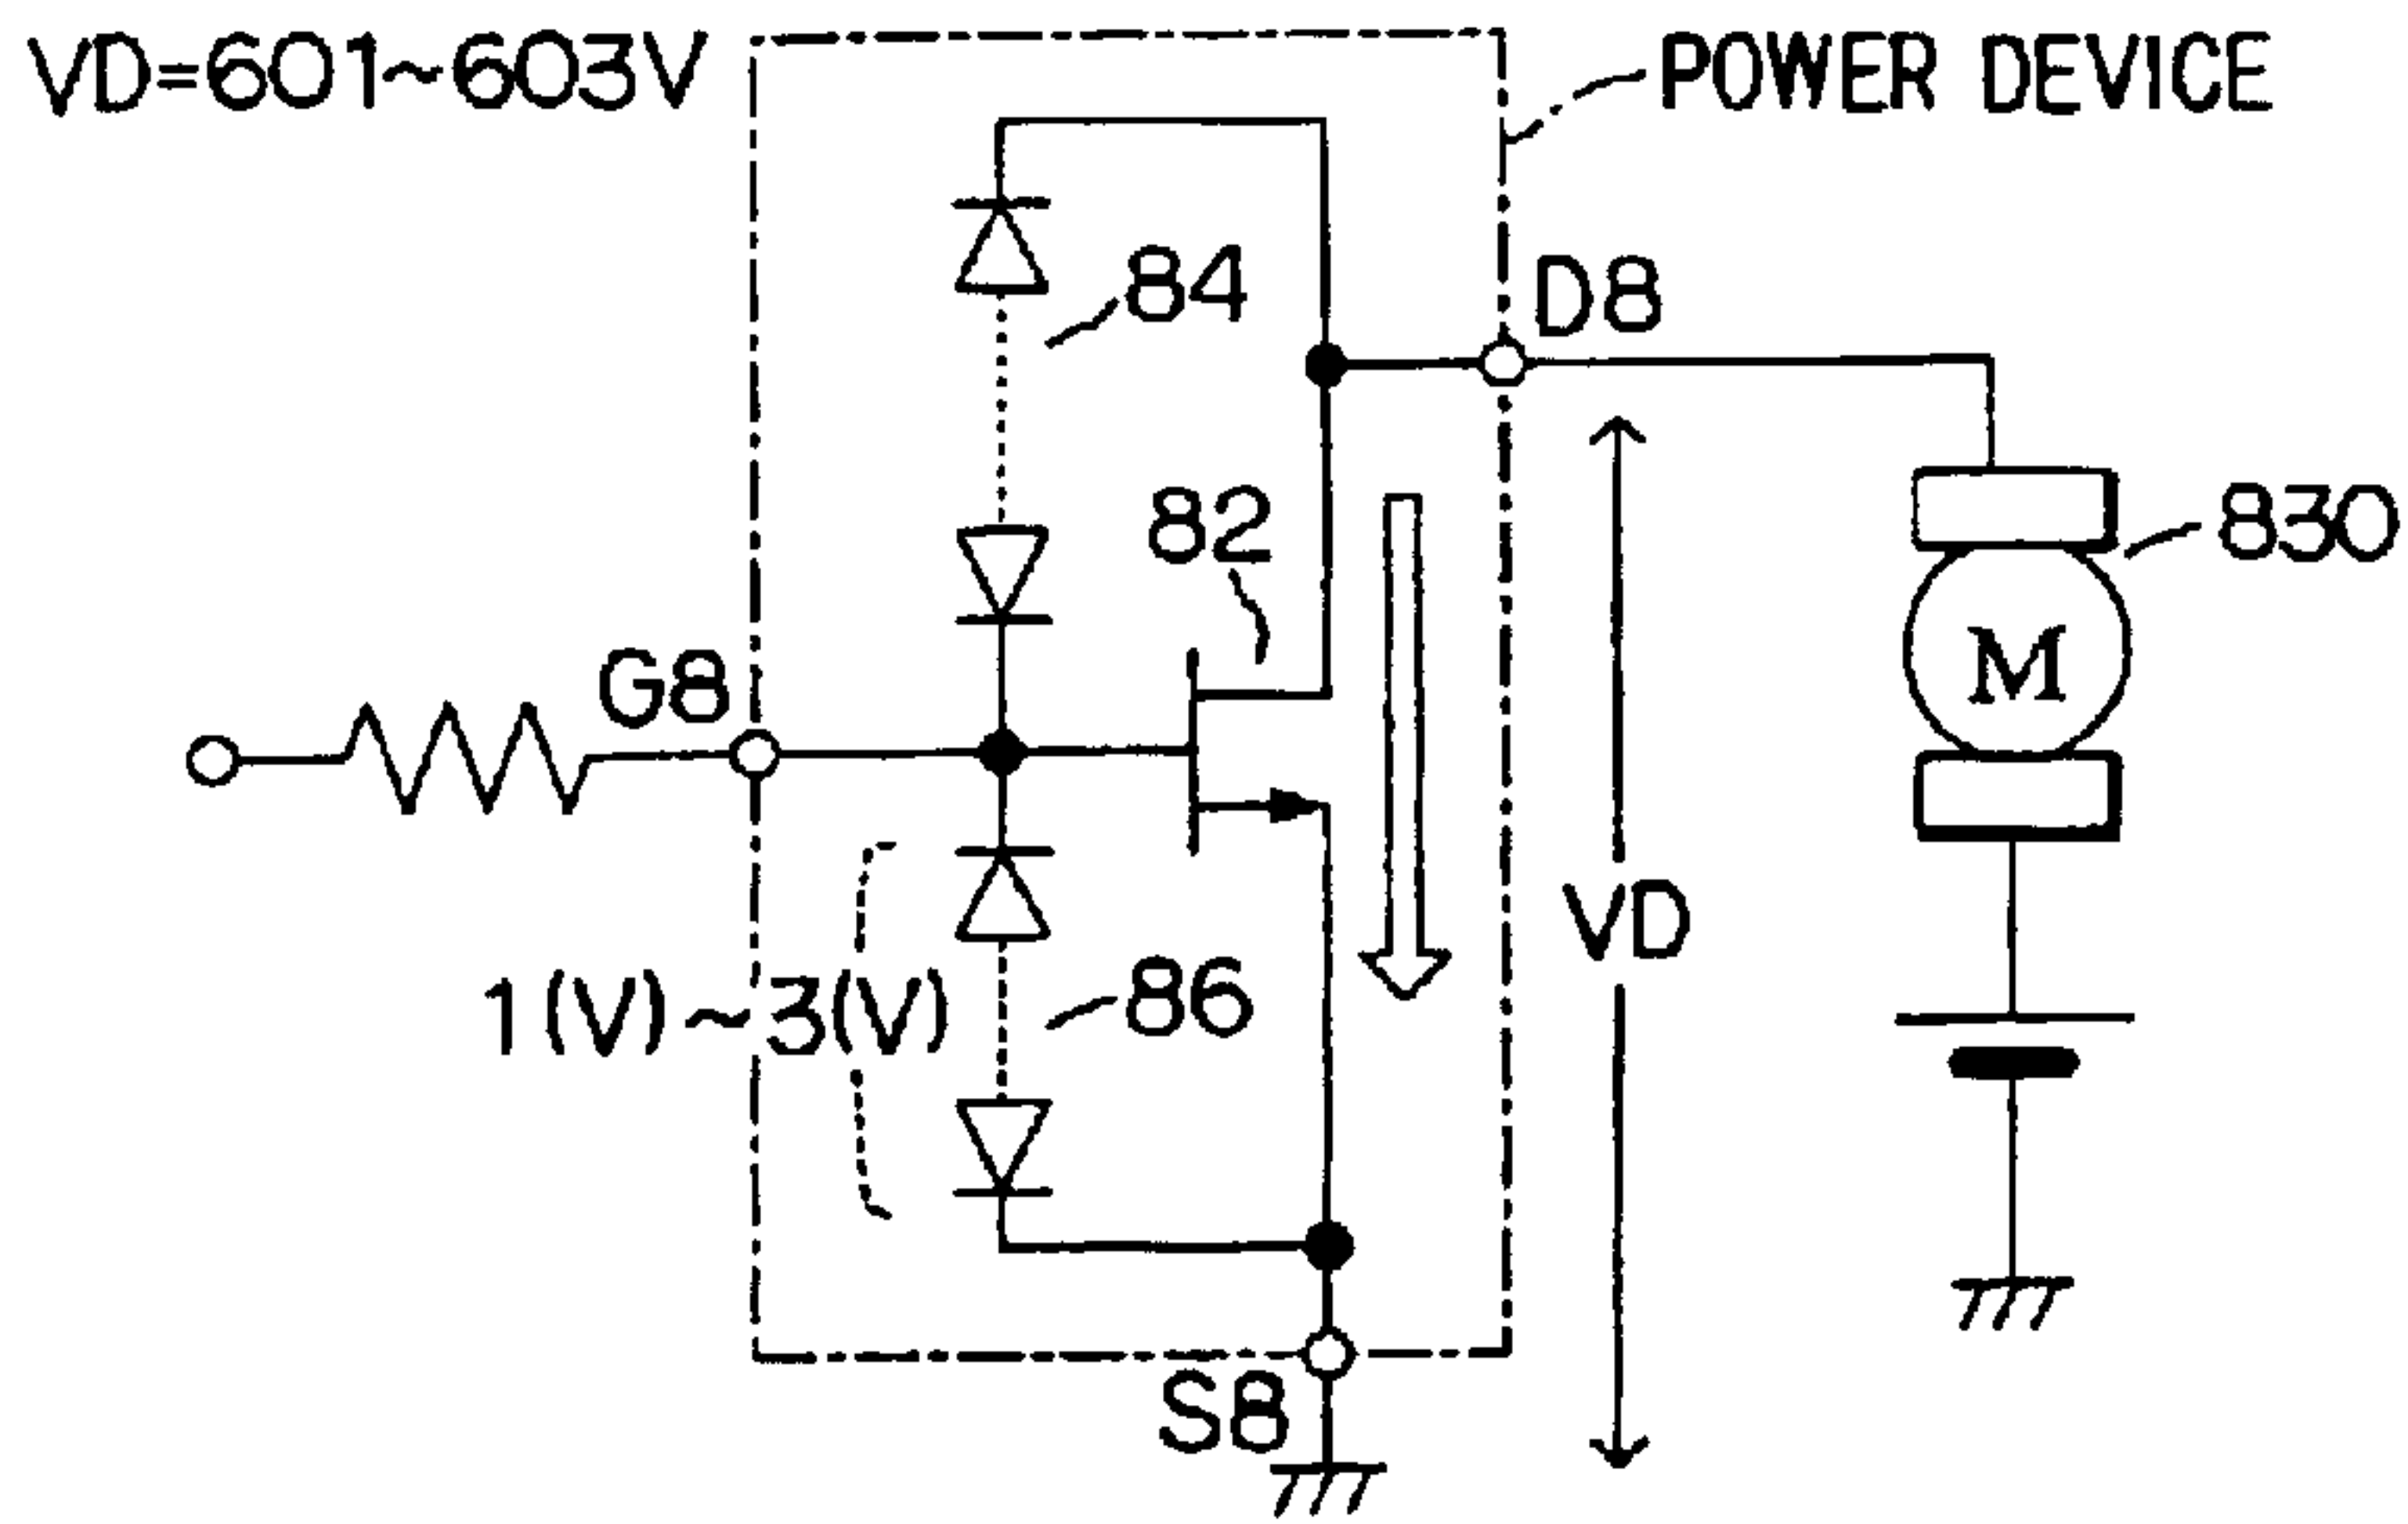 VD=601~603V
POWER DEVICE
84
D8
82
830
G8
M
VD
1(V)~3(V)
86
S8